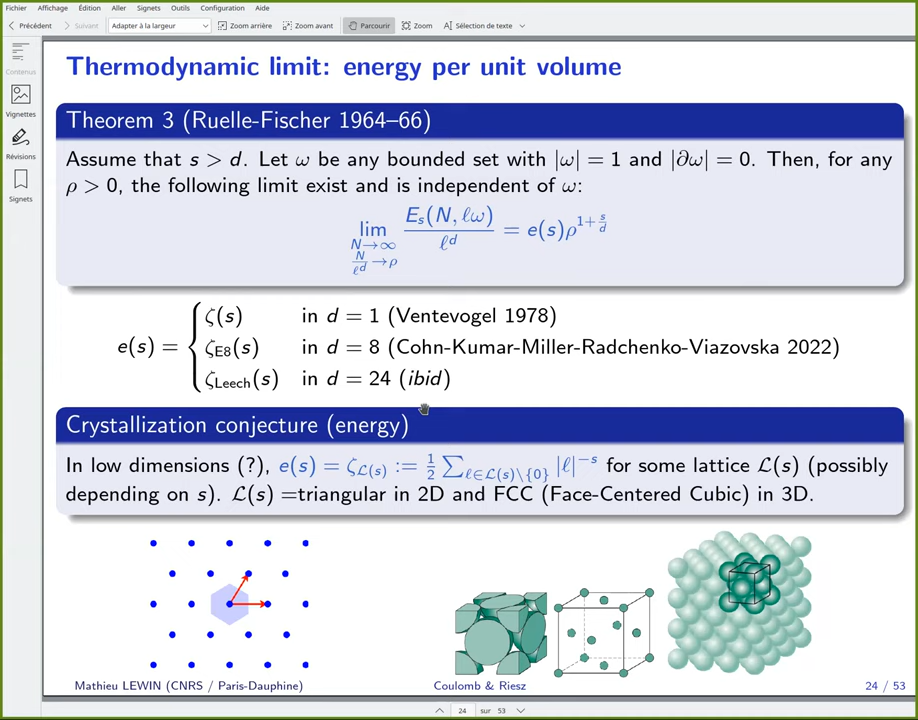 Fichier Affichage Édition Aller Signets Outils Configuration Aide
Précédent Suivant Adapter à la largeur Zoom arrière Zoom avant Parcourir Zoom Sélection de texte
Contenus
Vignettes
Révisions
Signets
Thermodynamic limit: energy per unit volume
Theorem 3 (Ruelle-Fischer 1964–66)
Assume that s > d. Let ω be any bounded set with |ω| = 1 and |∂ω| = 0. Then, for any
ρ > 0, the following limit exist and is independent of ω:
lim_{N→∞, N/ℓ^d→ρ} E_s(N, ℓω)/ℓ^d = e(s)ρ^{1+s/d}
e(s) = { ζ(s) in d = 1 (Ventevogel 1978)
ζ_{E8}(s) in d = 8 (Cohn-Kumar-Miller-Radchenko-Viazovska 2022)
ζ_{Leech}(s) in d = 24 (ibid)
Crystallization conjecture (energy)
In low dimensions (?), e(s) = ζ_{ℒ(s)} := 1/2 ∑_{ℓ∈ℒ(s)\{0}} |ℓ|^{−s} for some lattice ℒ(s) (possibly
depending on s). ℒ(s) =triangular in 2D and FCC (Face-Centered Cubic) in 3D.
Mathieu LEWIN (CNRS / Paris-Dauphine) Coulomb & Riesz 24 / 53
24 sur 53